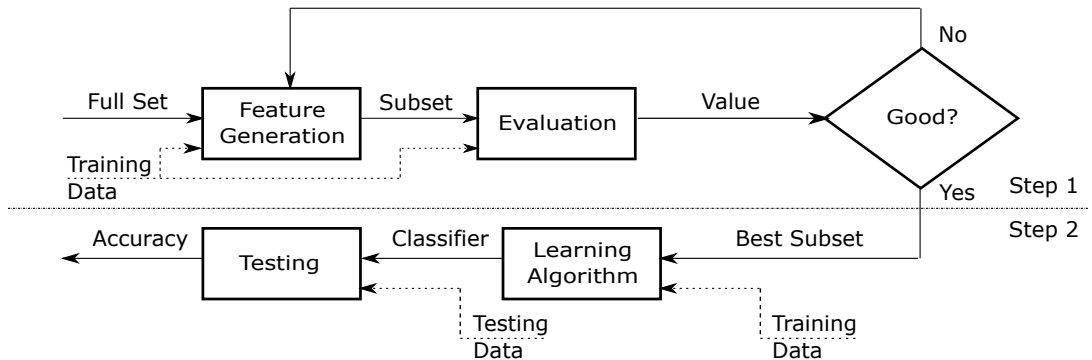 No
Full Set
Feature
Generation
Subset
Evaluation
Value
Good?
Training
Data
Yes
Step 1
Step 2
Accuracy
Testing
Classifier
Learning
Algorithm
Best Subset
Testing
Data
Training
Data